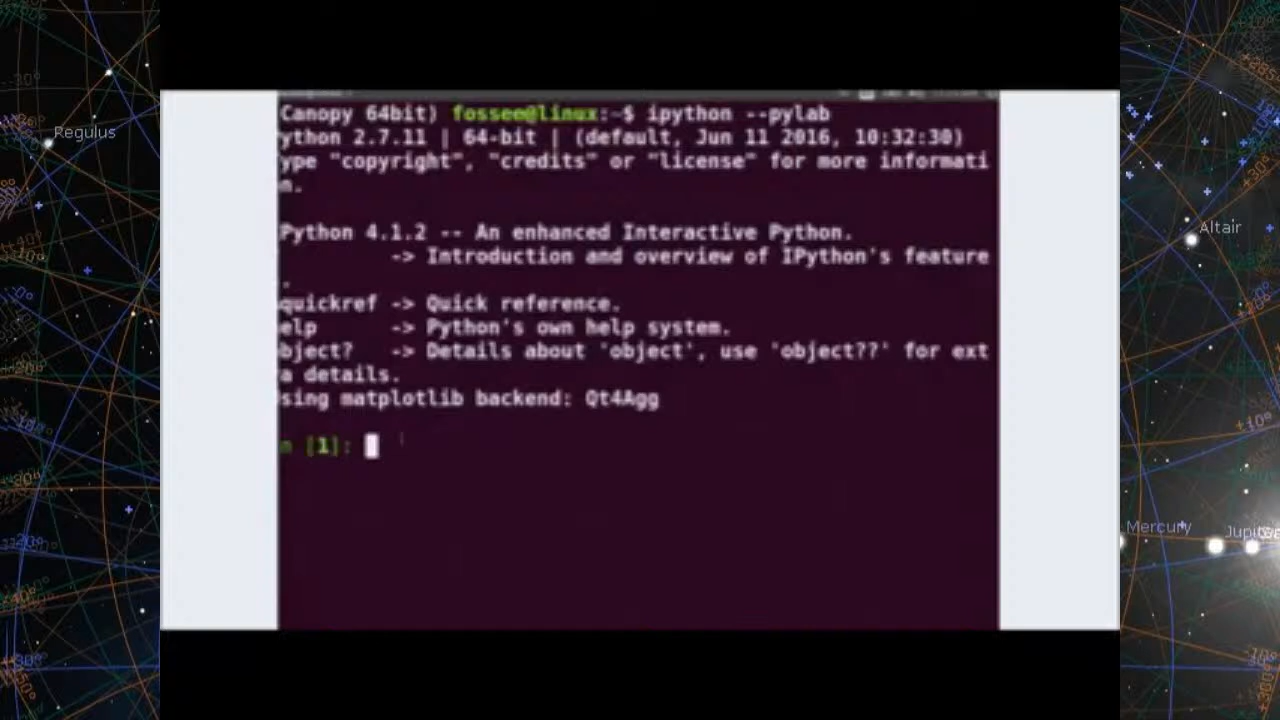 Canopy 64bit) fossee@linux:~$ ipython --pylab
ython 2.7.11 | 64-bit | (default, Jun 11 2016, 10:32:30)
ype "copyright", "credits" or "license" for more informati
n.
Python 4.1.2 -- An enhanced Interactive Python.
-> Introduction and overview of IPython's feature
.
quickref -> Quick reference.
elp -> Python's own help system.
bject? -> Details about 'object', use 'object??' for ext
a details.
sing matplotlib backend: Qt4Agg
n [1]:
Regulus
Altair
Mercury